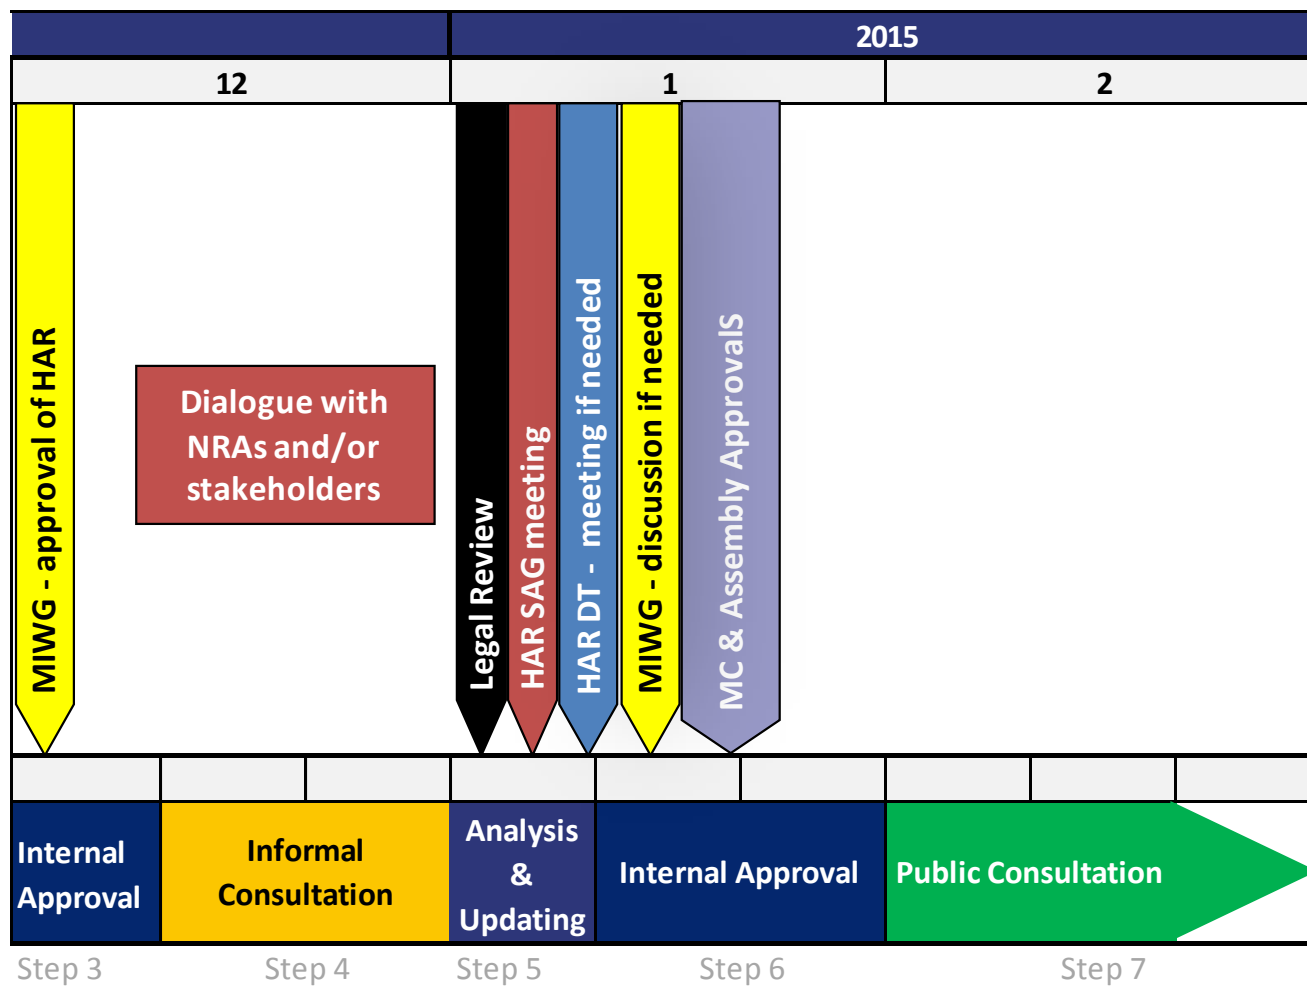 2015
12
1
2
MIWG - approval of HAR
Dialogue with
NRAs and/or
stakeholders
Legal Review
HAR SAG meeting
HAR DT - meeting if needed
MIWG - discussion if needed
MC & Assembly ApprovalS
Internal
Approval
Informal
Consultation
Analysis
&
Updating
Internal Approval
Public Consultation
Step 3
Step 4
Step 5
Step 6
Step 7